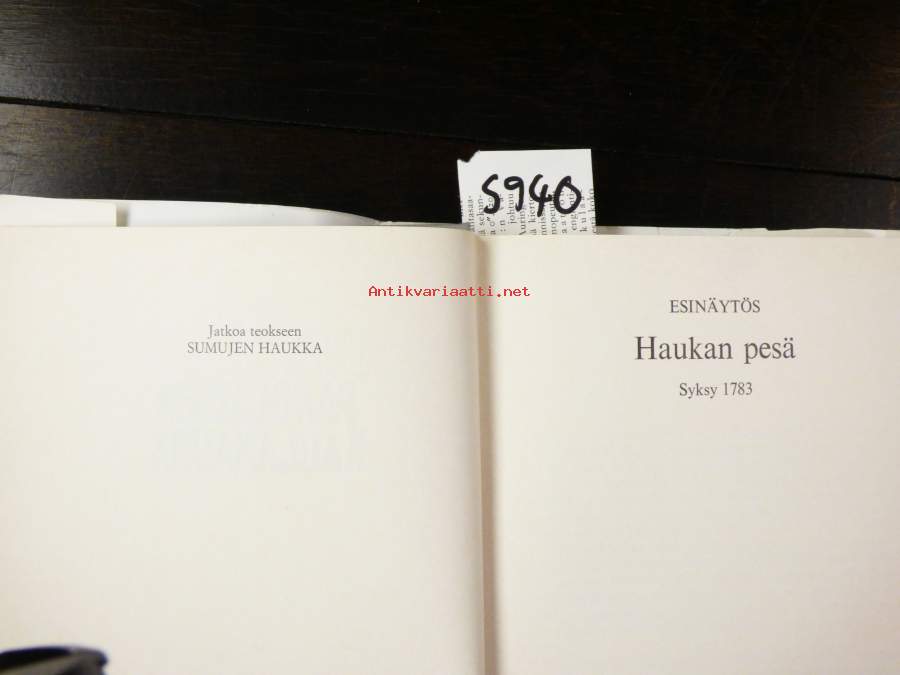 S940
Antikvariaatti.net
Jatkoa teokseen
SUMUJEN HAUKKA
ESINÄYTÖS
Haukan pesä
Syksy 1783